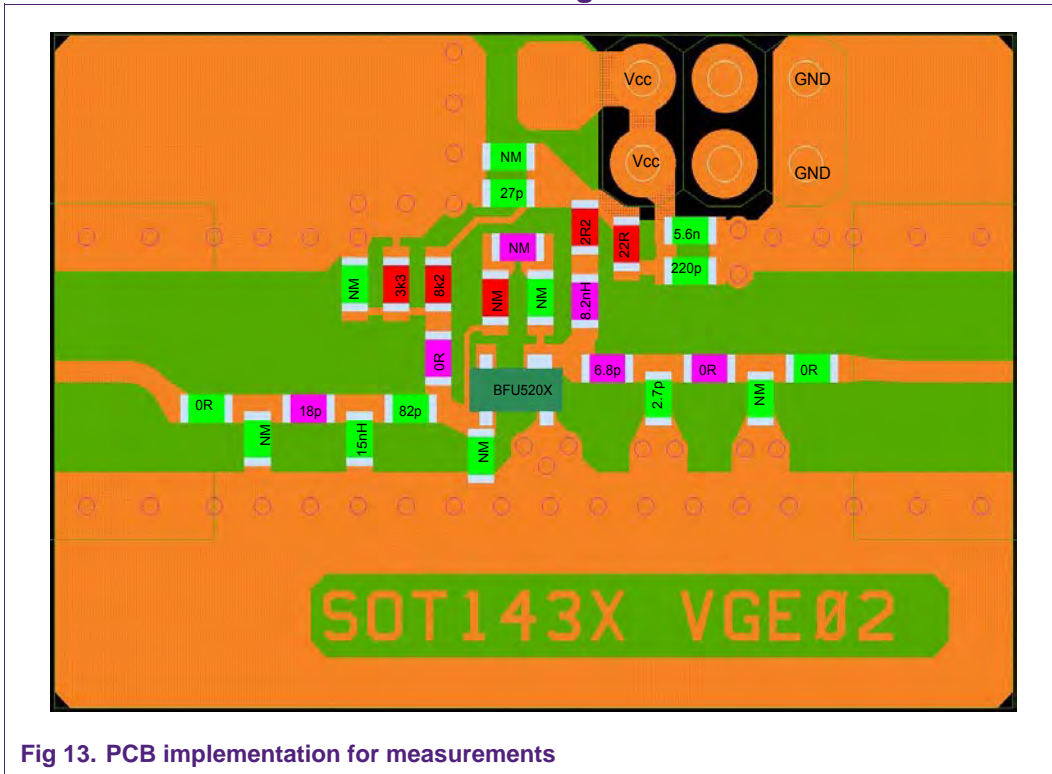 Vcc
GND
Vcc
GND
NM
27p
2R2
22R
5.6n
220p
NM
NM
3k3
8k2
NM
NM
8.2nH
0R
6.8p
0R
0R
BFU520X
2.7p
NM
0R
18p
82p
NM
15nH
NM
SOT143X VGE02
Fig 13. PCB implementation for measurements